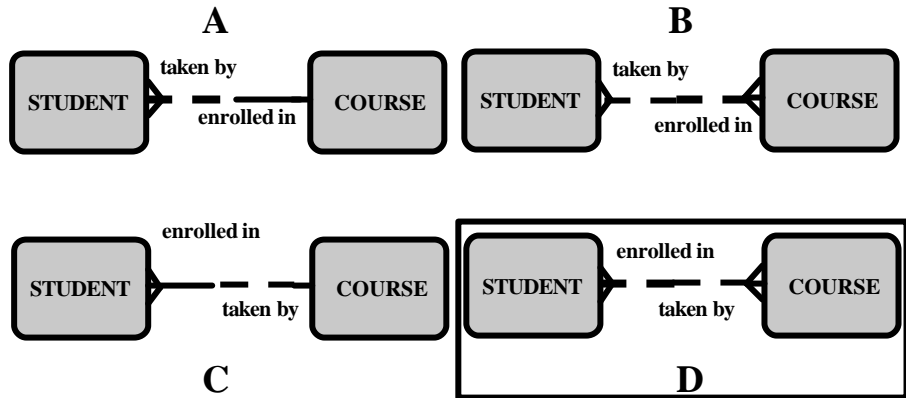 A
B
taken by
STUDENT
COURSE
enrolled in
taken by
STUDENT
COURSE
enrolled in
enrolled in
STUDENT
COURSE
taken by
enrolled in
STUDENT
COURSE
taken by
C
D